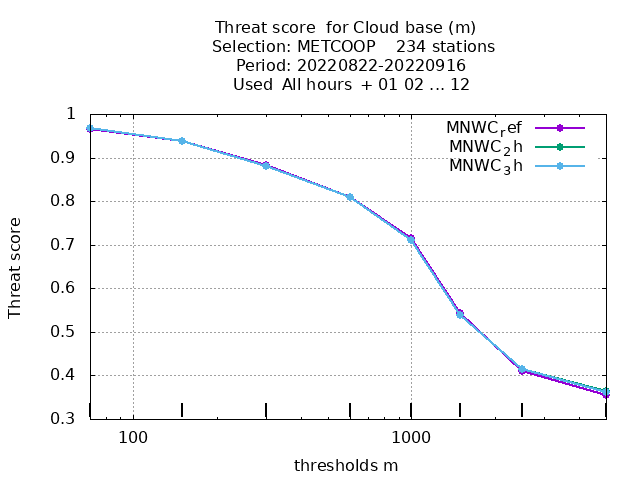 Threat score  for Cloud base (m)
Selection: METCOOP    234 stations
Period: 20220822-20220916
Used  All hours  + 01 02 ... 12
MNWC_ref
MNWC_2h
MNWC_3h
1
0.9
0.8
0.7
0.6
0.5
0.4
0.3
Threat score
100 1000
thresholds m